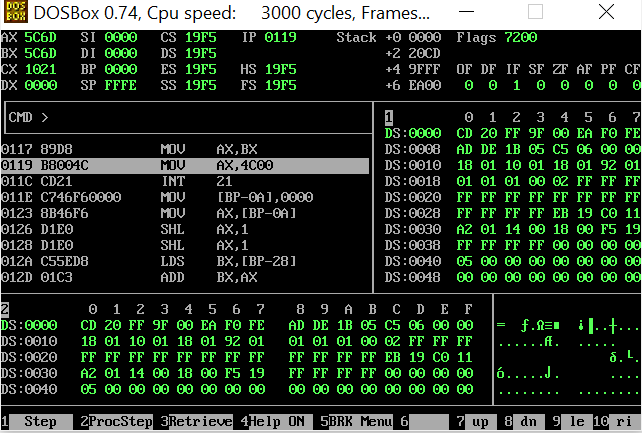 DOSBox 0.74, Cpu speed: 3000 cycles, Frames...
AX 5C6D SI 0000 CS 19F5 IP 0119 Stack +0 0000 Flags 7200
BX 5C6D DI 0000 DS 19F5 +2 20CD
CX 1021 BP 0000 ES 19F5 HS 19F5 +4 9FFF OF DF IF SF ZF AF PF CF
DX 0000 SP FFFE SS 19F5 FS 19F5 +6 EA00 0 0 1 0 0 0 0 0
CMD >
1 0 1 2 3 4 5 6 7
DS:0000 CD 20 FF 9F 00 EA F0 FE
0117 89D8 MOV AX,BX DS:0008 AD DE 1B 05 C5 06 00 00
0119 B8004C MOV AX,4C00 DS:0010 18 01 10 01 18 01 92 01
011C CD21 INT 21 DS:0018 01 01 01 00 02 FF FF FF
011E C746F60000 MOV [BP-0A],0000 DS:0020 FF FF FF FF FF FF FF FF
0123 8B46F6 MOV AX,[BP-0A] DS:0028 FF FF FF FF EB 19 C0 11
0126 D1E0 SHL AX,1 DS:0030 A2 01 14 00 18 00 F5 19
0128 D1E0 SHL AX,1 DS:0038 FF FF FF FF 00 00 00 00
012A C55ED8 LDS BX,[BP-28] DS:0040 05 00 00 00 00 00 00 00
012D 01C3 ADD BX,AX DS:0048 00 00 00 00 00 00 00 00
2 0 1 2 3 4 5 6 7 8 9 A B C D E F
DS:0000 CD 20 FF 9F 00 EA F0 FE AD DE 1B 05 C5 06 00 00
DS:0010 18 01 10 01 18 01 92 01 01 01 01 00 02 FF FF FF
DS:0020 FF FF FF FF FF FF FF FF FF FF FF FF EB 19 C0 11
DS:0030 A2 01 14 00 18 00 F5 19 FF FF FF FF 00 00 00 00
DS:0040 05 00 00 00 00 00 00 00 00 00 00 00 00 00 00 00
= ƒ.Ω≡■ ¡▐..┼.
.......Æ. .......
δ.└.
ó.....J. ....
........ ........
1 Step 2ProcStep 3Retrieve 4Help ON 5BRK Menu 6 7 up 8 dn 9 le 10 ri